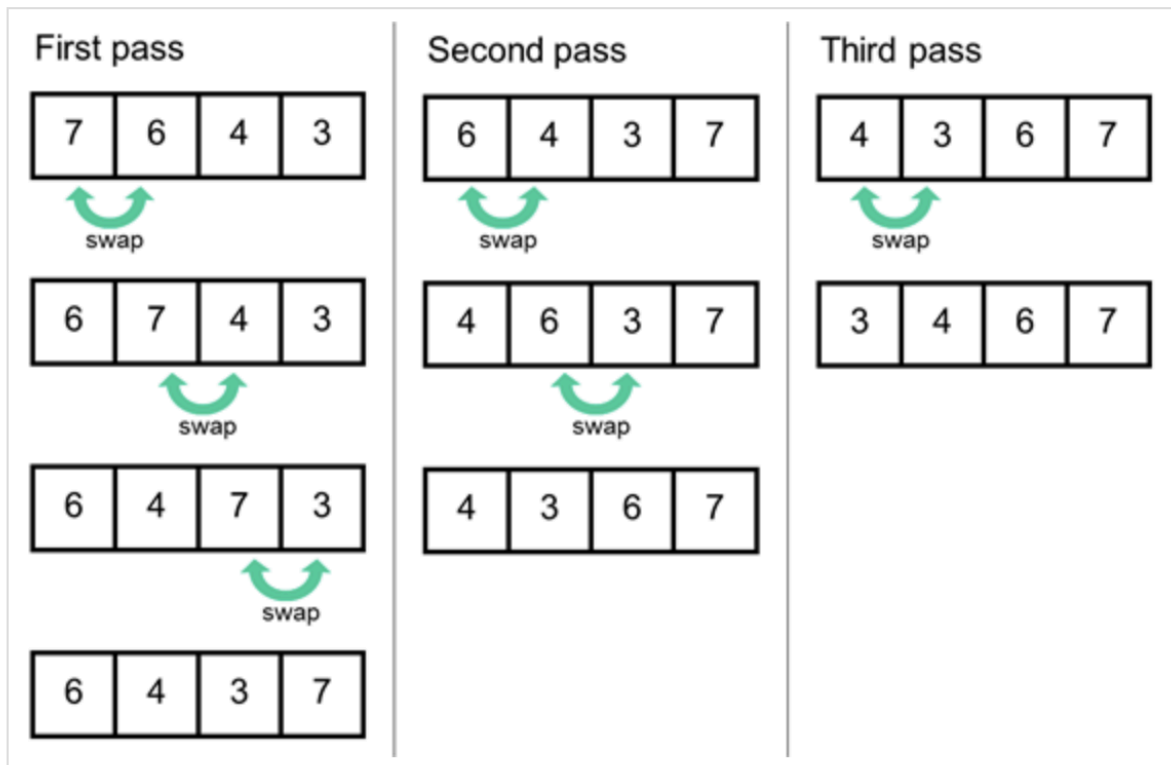 First pass
7 6 4 3
swap
6 7 4 3
swap
6 4 7 3
swap
6 4 3 7
Second pass
6 4 3 7
swap
4 6 3 7
swap
4 3 6 7
Third pass
4 3 6 7
swap
3 4 6 7